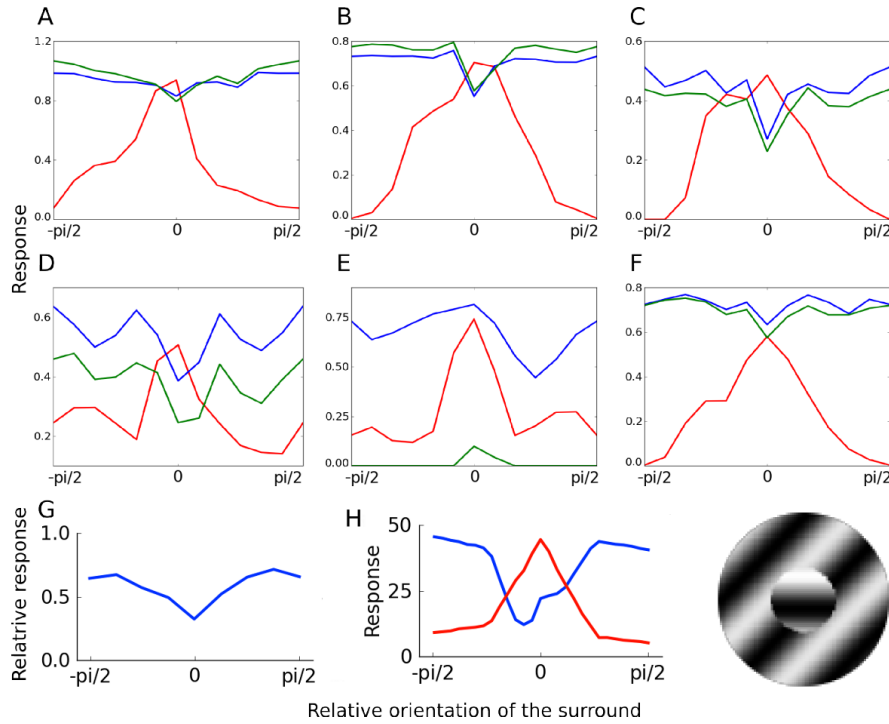 A
B
C
1.2
0.8
0.4
0.0
-pi/2 0 pi/2
0.8
0.6
0.4
0.2
0.0
-pi/2 0 pi/2
0.6
0.4
0.2
0.0
-pi/2 0 pi/2
Response
D
E
F
0.6
0.4
0.2
-pi/2 0 pi/2
0.75
0.50
0.25
0.00
-pi/2 0 pi/2
0.8
0.6
0.4
0.2
0.0
-pi/2 0 pi/2
G
Relatrive response
1.0
0.5
0.0
-pi/2 0 pi/2
H
Response
50
25
0
-pi/2 0 pi/2
Relative orientation of the surround